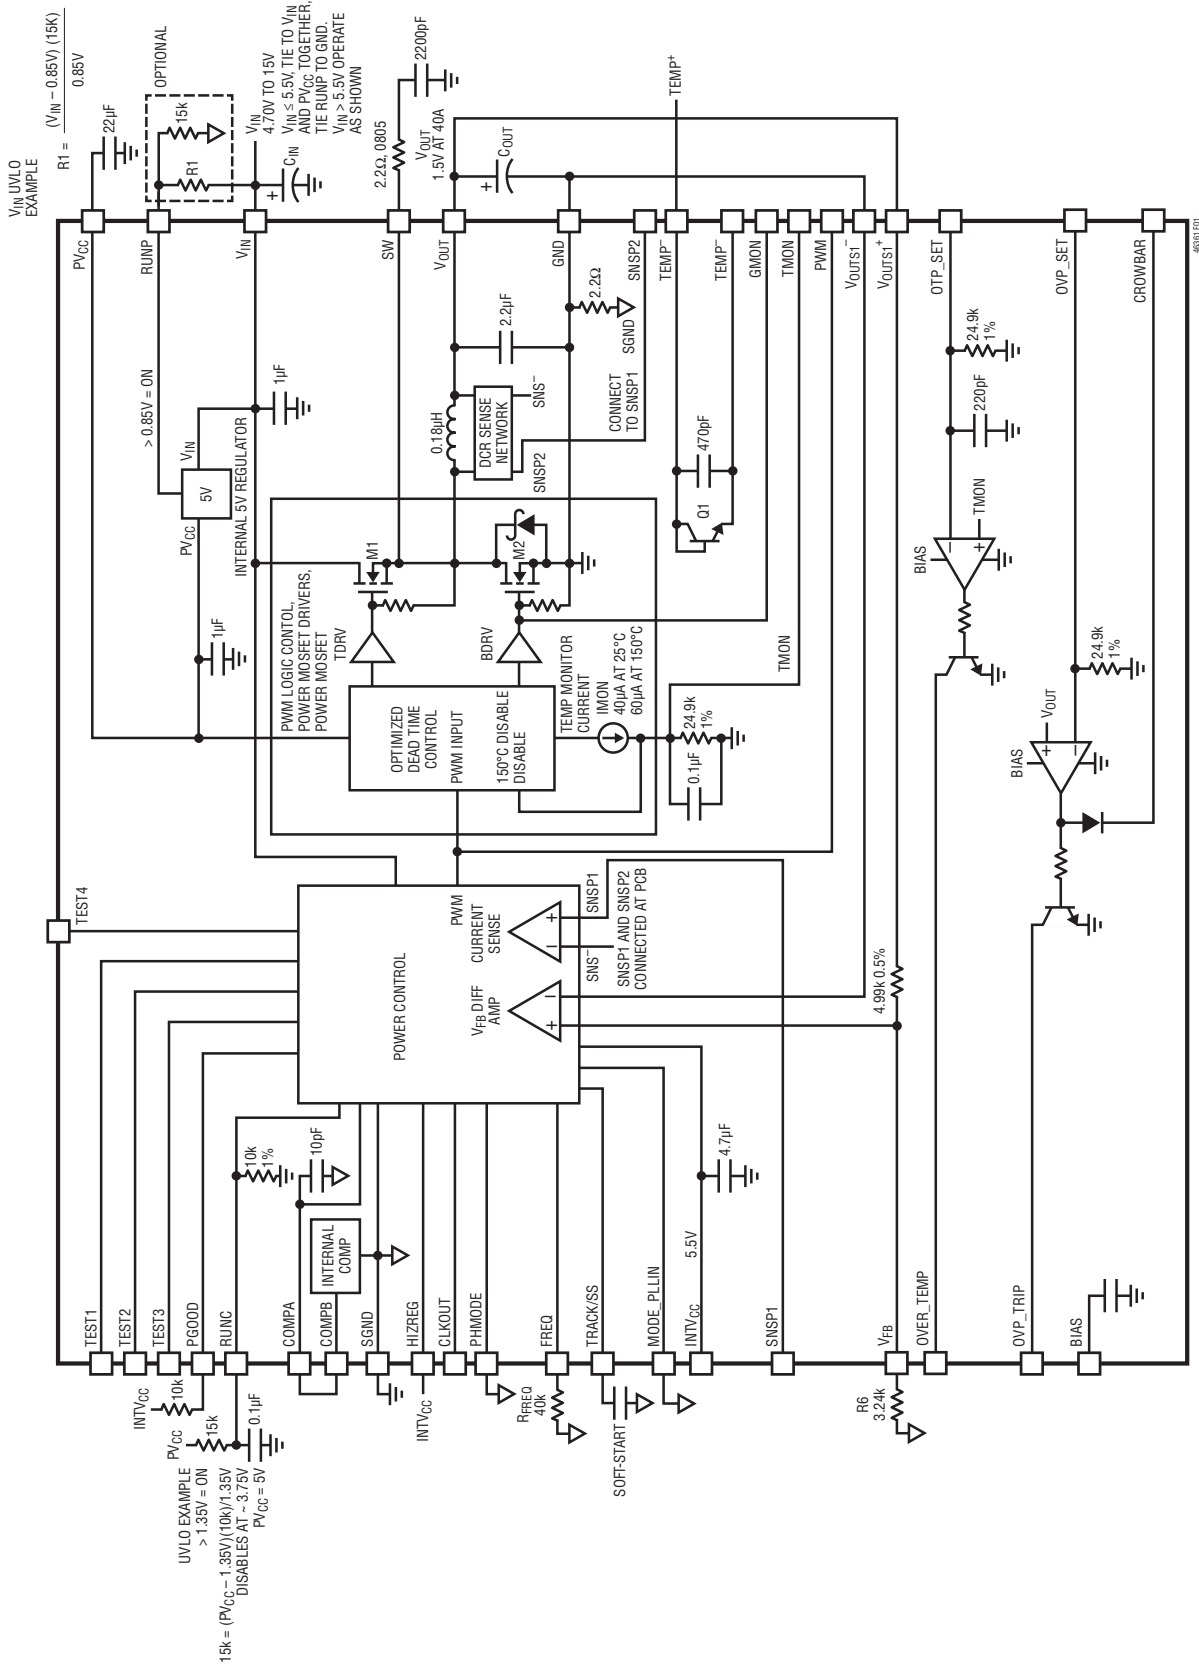 VIN UVLO
EXAMPLE
R1 = (VIN – 0.85V) (15K)
0.85V
22µF
OPTIONAL
15k
R1
VIN
4.70V TO 15V
VIN ≤ 5.5V, TIE TO VIN
AND PVCC TOGETHER,
TIE RUNP TO GND.
VIN > 5.5V OPERATE
AS SHOWN
CIN
+
2.2Ω, 0805
2200pF
VOUT
1.5V AT 40A
COUT
+
TEMP+
PVCC
RUNP
VIN
SW
VOUT
GND
SNSP2
TEMP–
TEMP–
GMON
TMON
PWM
VOUTS1–
VOUTS1+
OTP_SET
OVP_SET
CROWBAR
> 0.85V = ON
VIN
5V
PVCC
INTERNAL 5V REGULATOR
1µF
1µF
0.18µH
2.2µF
DCR SENSE
NETWORK
SNS–
SNSP2
2.2Ω
SGND
CONNECT
TO SNSP1
470pF
Q1
24.9k
1%
220pF
BIAS
–
+
TMON
PWM LOGIC CONTOL,
POWER MOSFET DRIVERS,
POWER MOSFET
TDRV
M1
BDRV
M2
OPTIMIZED
DEAD TIME
CONTROL
PWM INPUT
150°C DISABLE
DISABLE
TEMP MONITOR
CURRENT
IMON
40µA AT 25°C
60µA AT 150°C
24.9k
1%
0.1µF
TMON
VOUT
BIAS
+
–
24.9k
1%
TEST4
POWER CONTROL
PWM
CURRENT
SENSE
+
–
VFB DIFF
AMP
–
+
SNSP1
SNS–
SNSP1 AND SNSP2
CONNECTED AT PCB
4.99k 0.5%
10k
1%
10pF
INTERNAL
COMP
4.7µF
5.5V
TEST1
TEST2
TEST3
PGOOD
RUNC
COMPA
COMPB
SGND
HIZREG
CLKOUT
PHMODE
FREQ
TRACK/SS
MODE_PLLIN
INTVCC
SNSP1
VFB
OVER_TEMP
OVP_TRIP
BIAS
INTVCC
10k
PVCC
15k
0.1µF
UVLO EXAMPLE
> 1.35V = ON
15k = (PVCC – 1.35V)(10k)/1.35V
DISABLES AT ~ 3.75V
PVCC = 5V
INTVCC
RFREQ
40k
SOFT-START
R6
3.24k
46361 F01